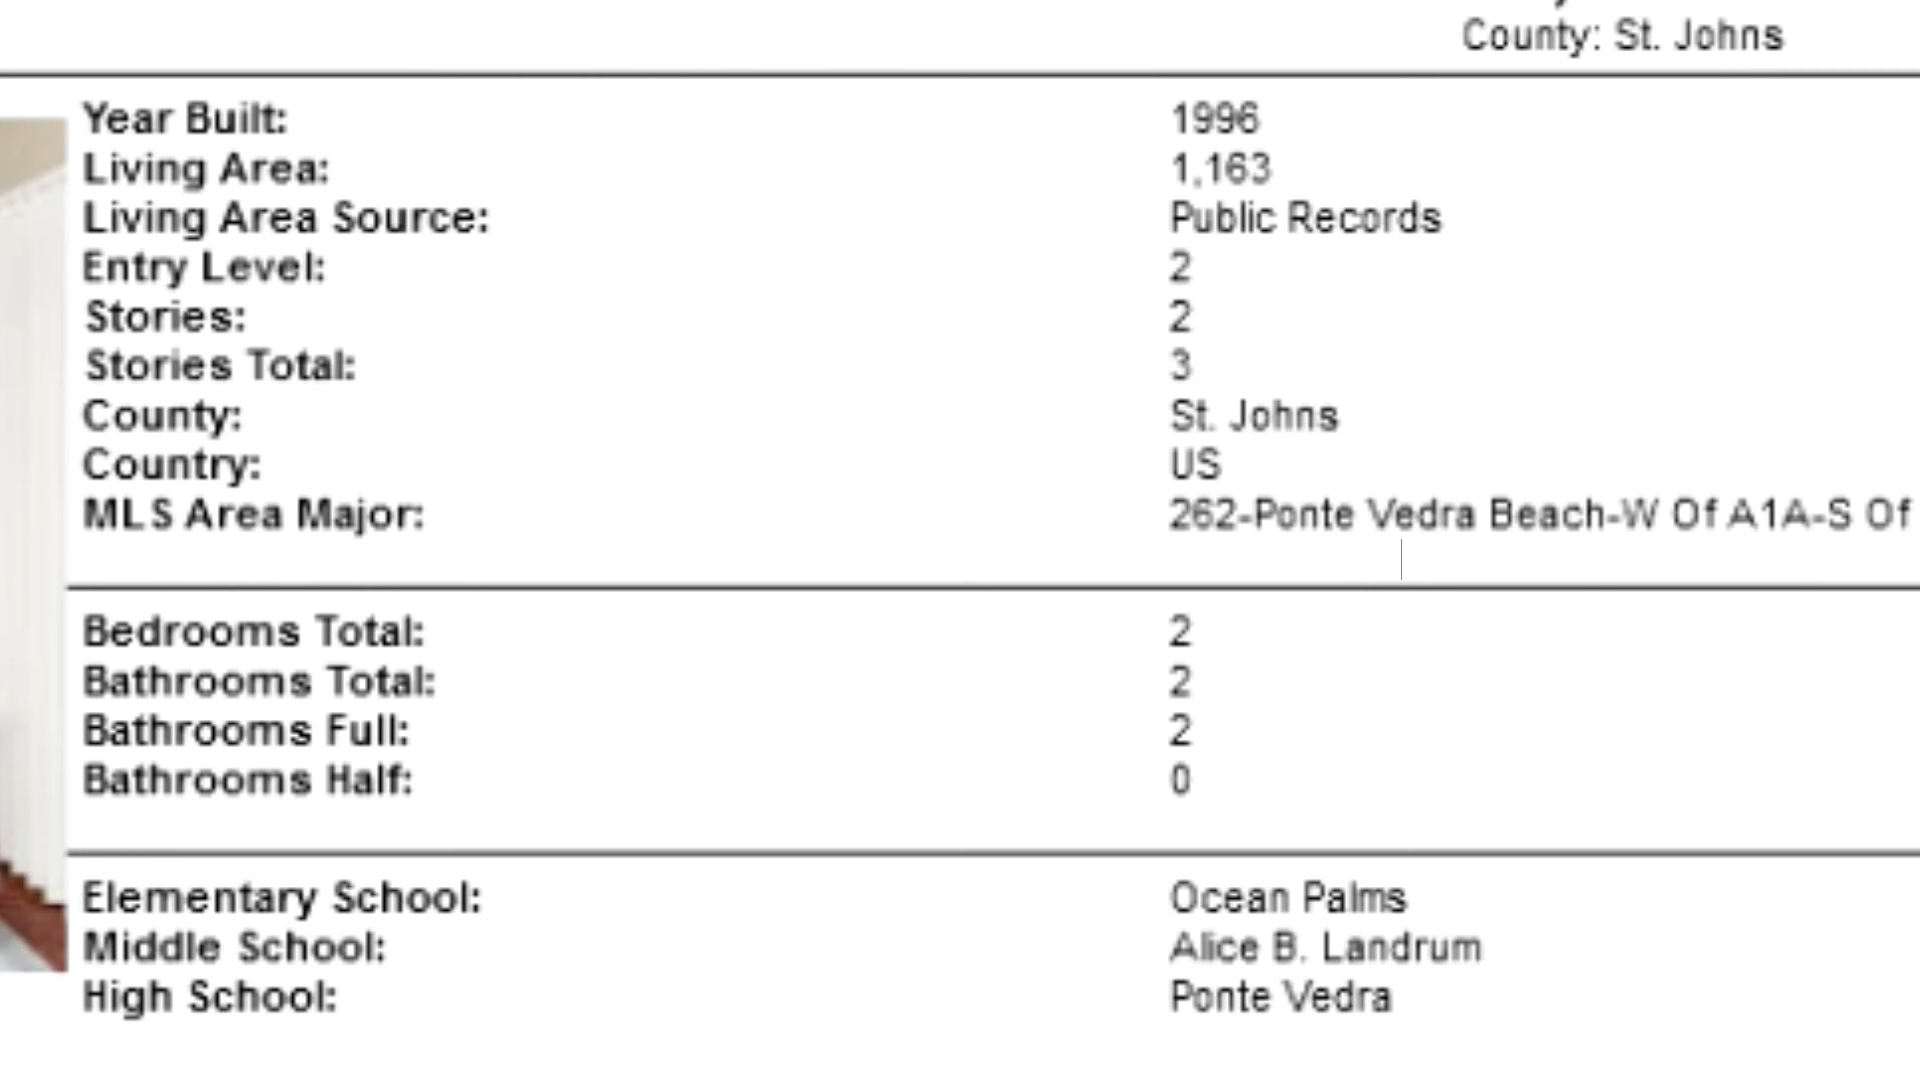 County: St. Johns
Year Built: 1996
Living Area: 1,163
Living Area Source: Public Records
Entry Level: 2
Stories: 2
Stories Total: 3
County: St. Johns
Country: US
MLS Area Major: 262-Ponte Vedra Beach-W Of A1A-S Of
Bedrooms Total: 2
Bathrooms Total: 2
Bathrooms Full: 2
Bathrooms Half: 0
Elementary School: Ocean Palms
Middle School: Alice B. Landrum
High School: Ponte Vedra